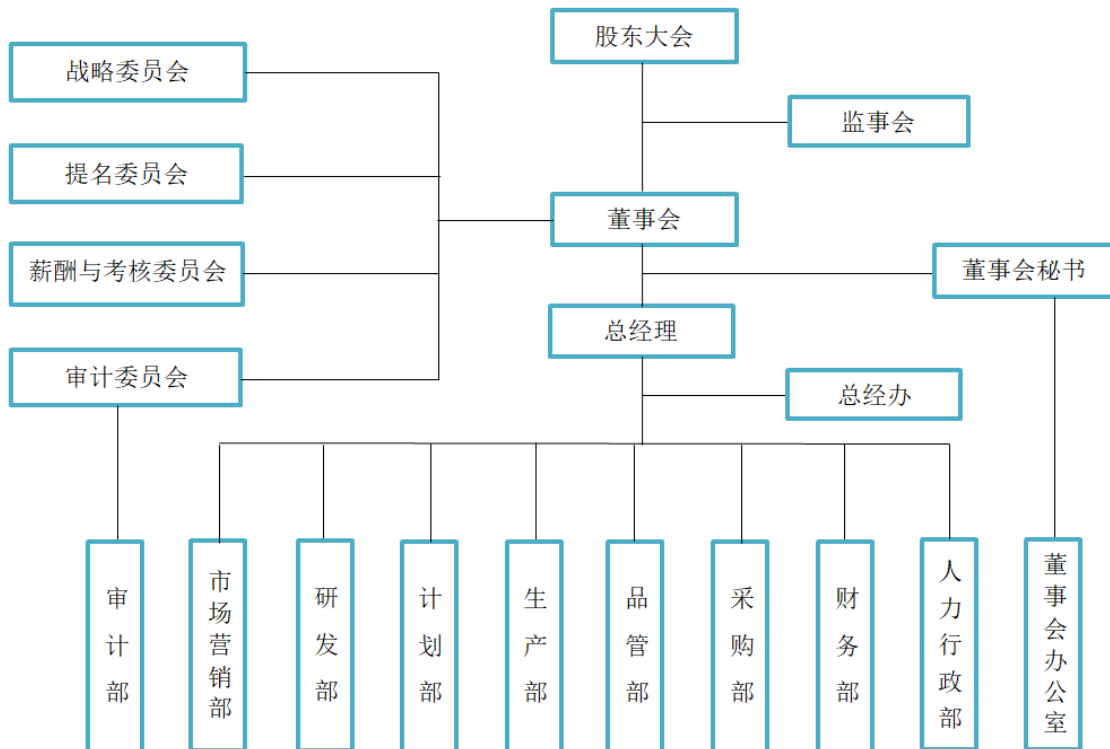 股东大会
战略委员会
监事会
提名委员会
董事会
薪酬与考核委员会
董事会秘书
总经理
审计委员会
总经办
审计部
市场营销部
研发部
计划部
生产部
品管部
采购部
财务部
人力行政部
董事会办公室